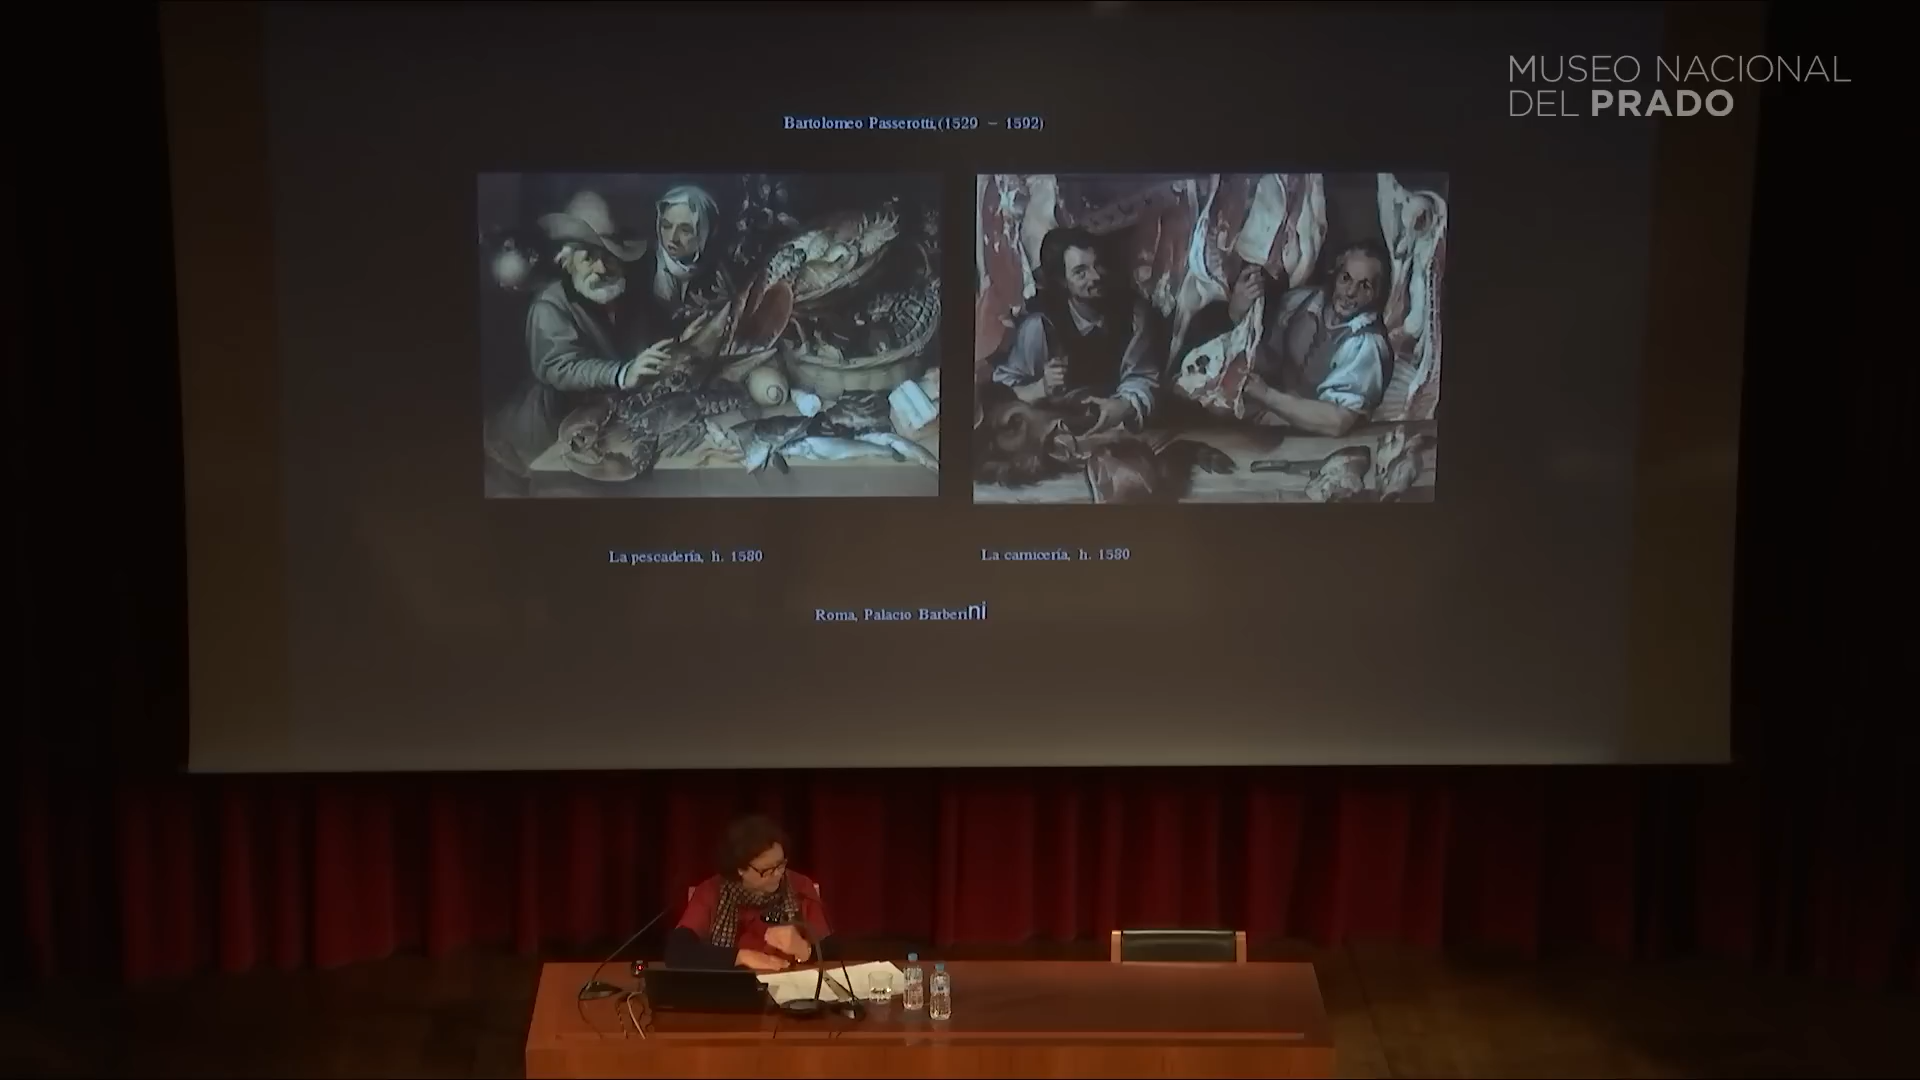 MUSEO NACIONAL
DEL PRADO
Bartolomeo Passerotti,(1529 – 1592)
La pescadería, h. 1580
La carnicería, h. 1580
Roma, Palacio Barberini